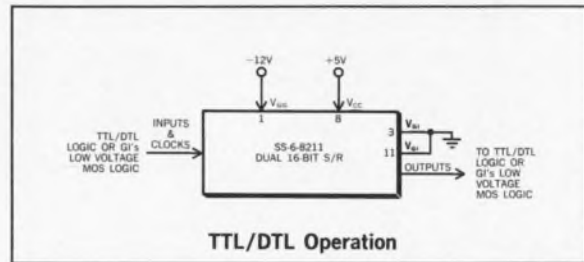 −12V
+5V
VGG
VCC
1
8
INPUTS
&
CLOCKS
TTL/DTL
LOGIC OR GI's
LOW VOLTAGE
MOS LOGIC
SS-6-8211
DUAL 16-BIT S/R
3
11
OUTPUTS
TO TTL/DTL
LOGIC OR
GI's LOW
VOLTAGE
MOS LOGIC
TTL/DTL Operation